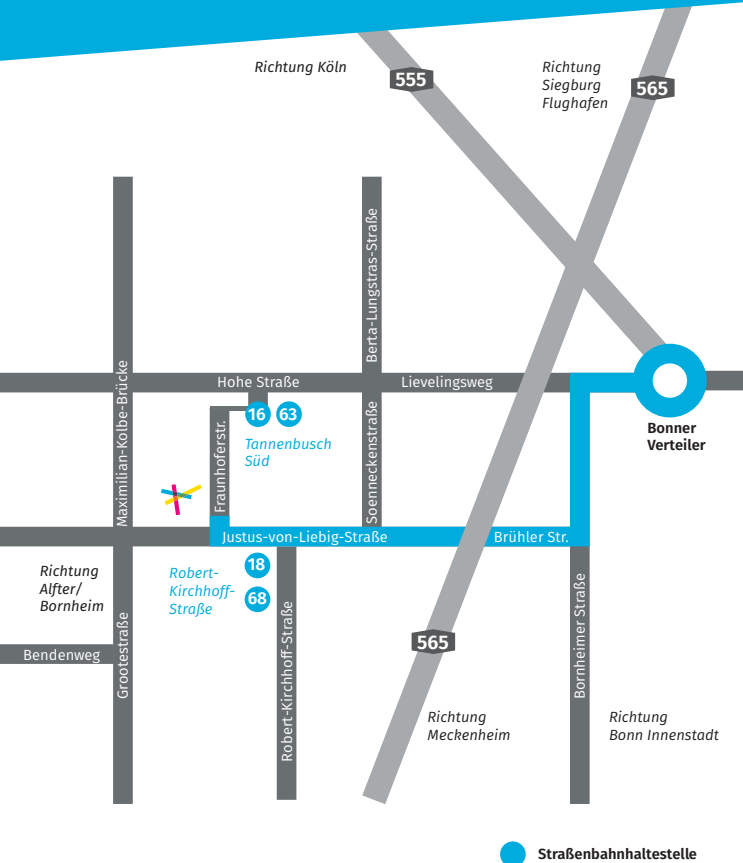 Richtung Köln
555
Richtung
Siegburg
Flughafen
565
Berta-Lungstras-Straße
Maximilian-Kolbe-Brücke
Hohe Straße
Lievelingsweg
16
63
Tannenbusch
Süd
Fraunhoferstr.
Soenneckenstraße
Bonner
Verteiler
Justus-von-Liebig-Straße
Brühler Str.
Richtung
Alfter/
Bornheim
Robert-
Kirchhoff-
Straße
18
68
Bendenweg
Grootestraße
Robert-Kirchhoff-Straße
565
Bornheimer Straße
Richtung
Meckenheim
Richtung
Bonn Innenstadt
Straßenbahnhaltestelle